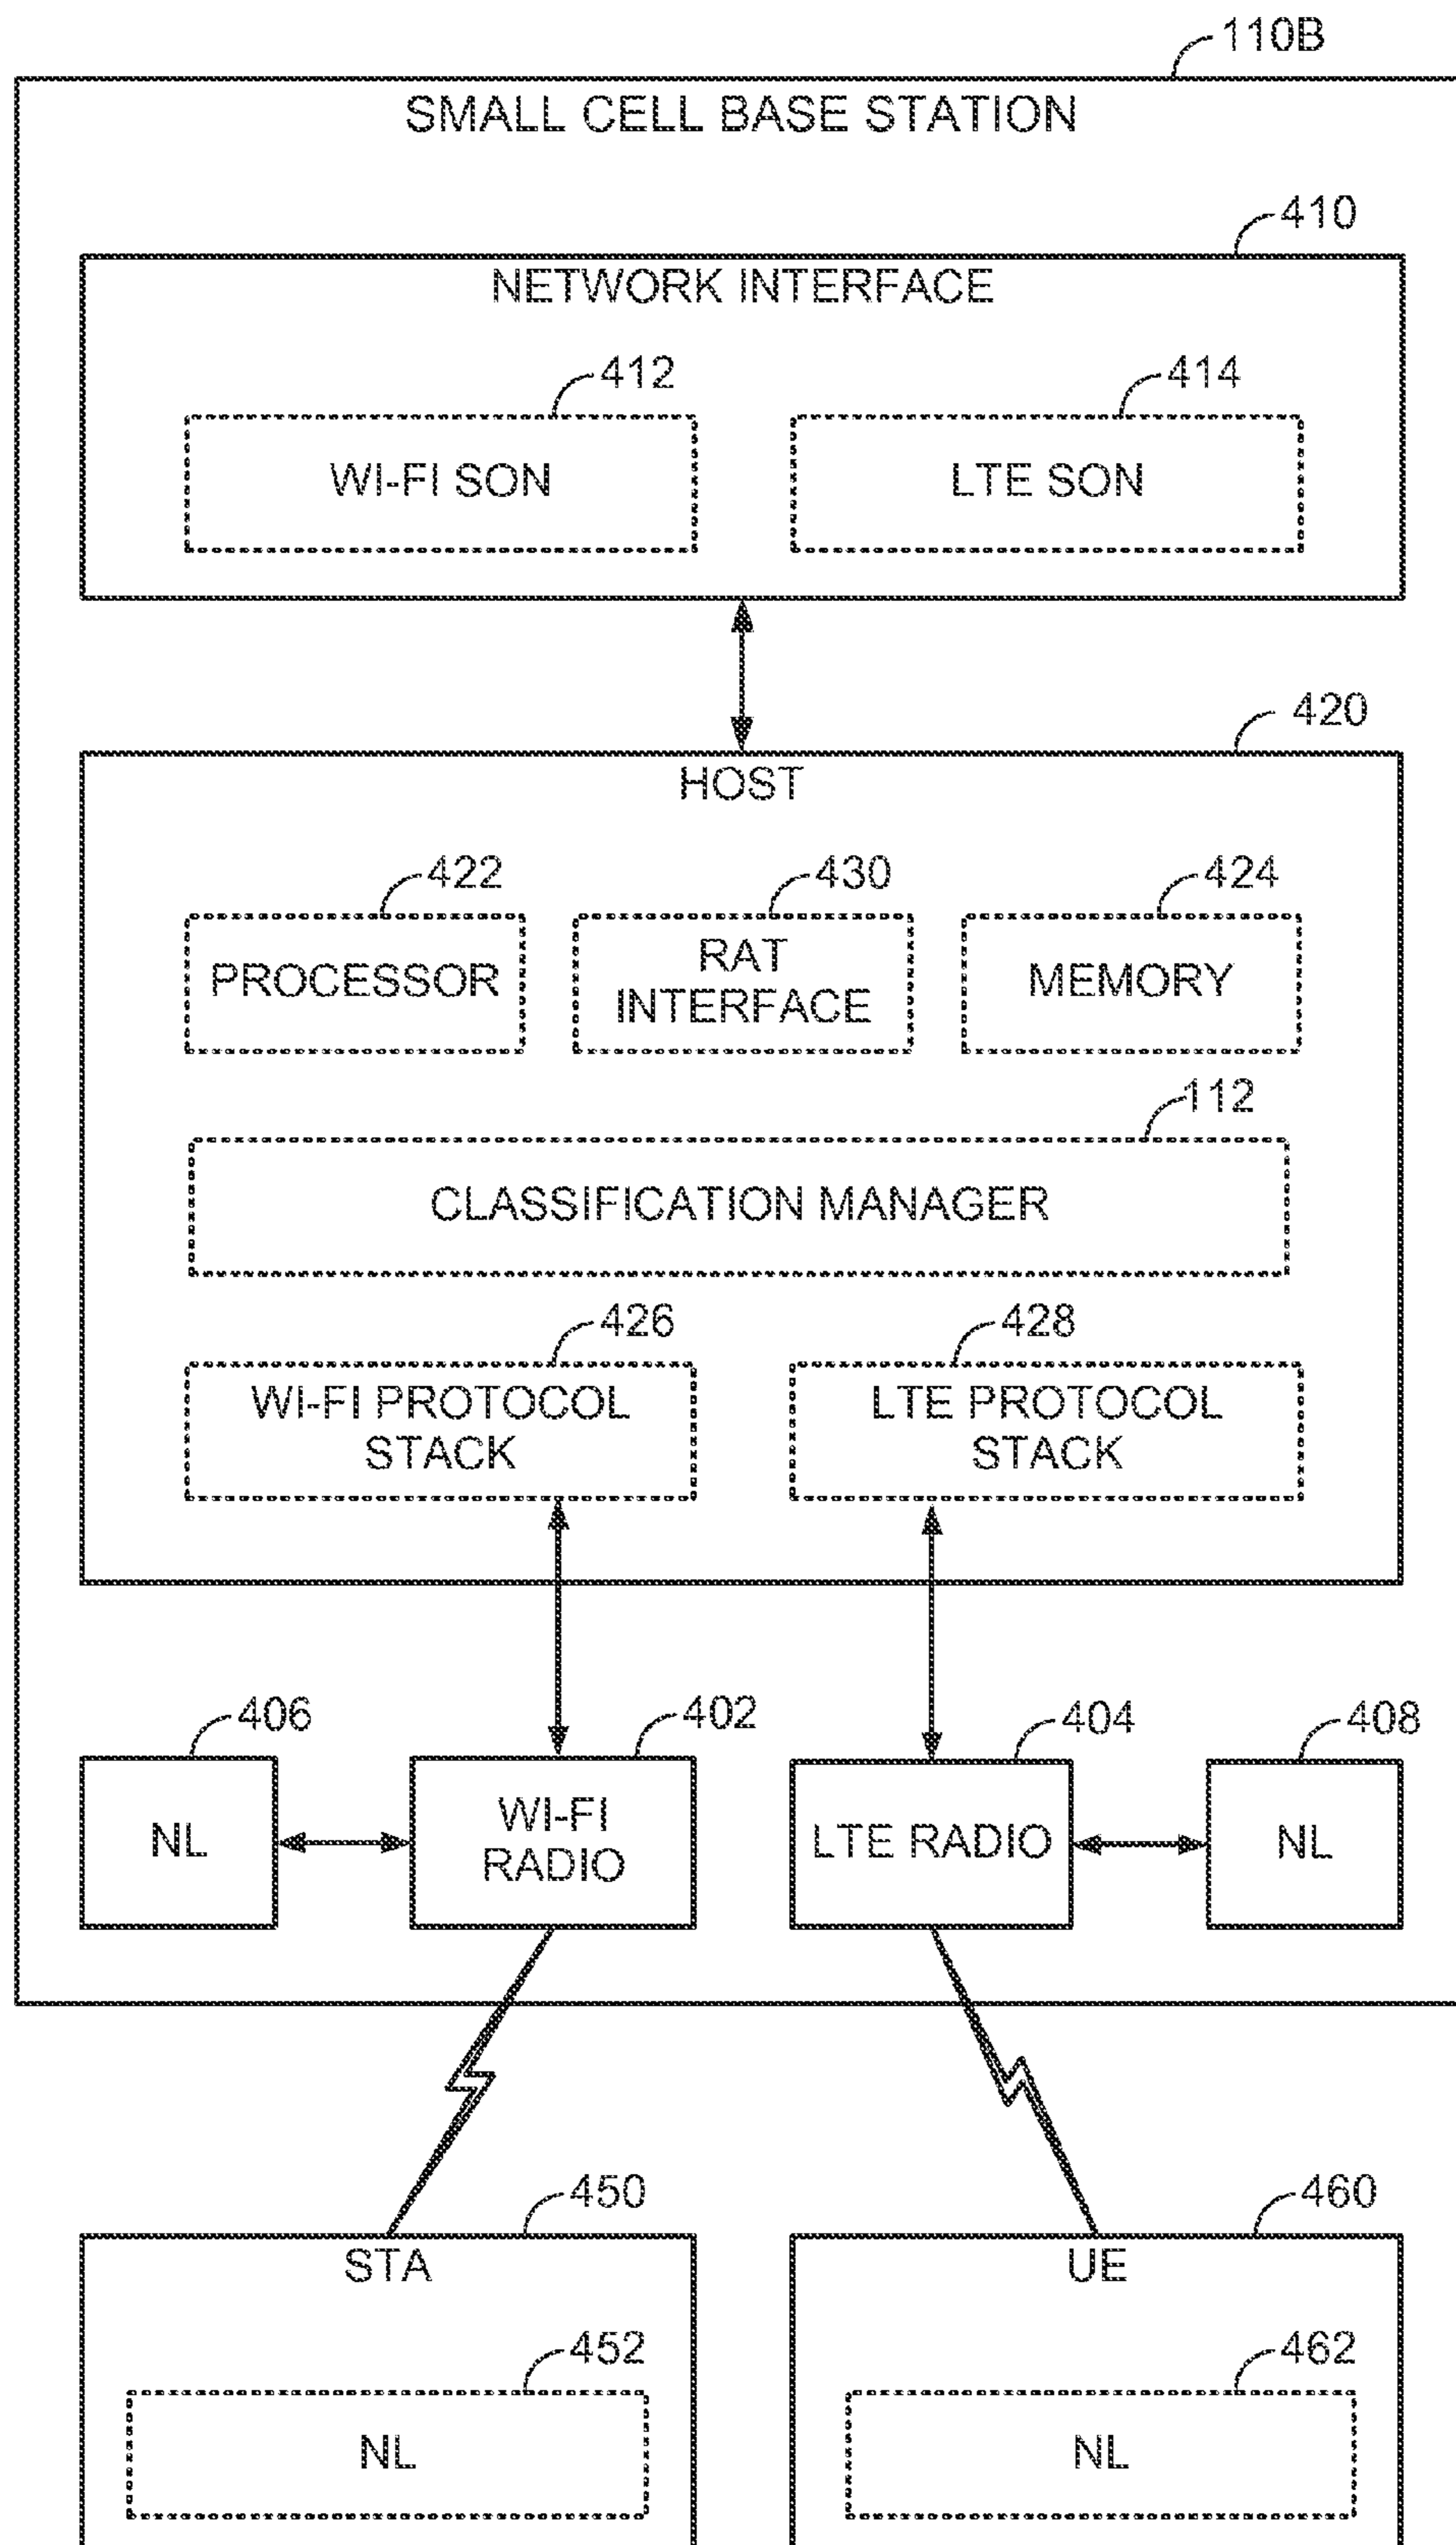 110B
SMALL CELL BASE STATION
410
NETWORK INTERFACE
412
414
WI-FI SON
LTE SON
420
HOST
422
430
424
PROCESSOR
RAT
INTERFACE
MEMORY
112
CLASSIFICATION MANAGER
426
428
WI-FI PROTOCOL
STACK
LTE PROTOCOL
STACK
406
402
404
408
NL
WI-FI
RADIO
LTE RADIO
NL
450
460
STA
UE
452
462
NL
NL